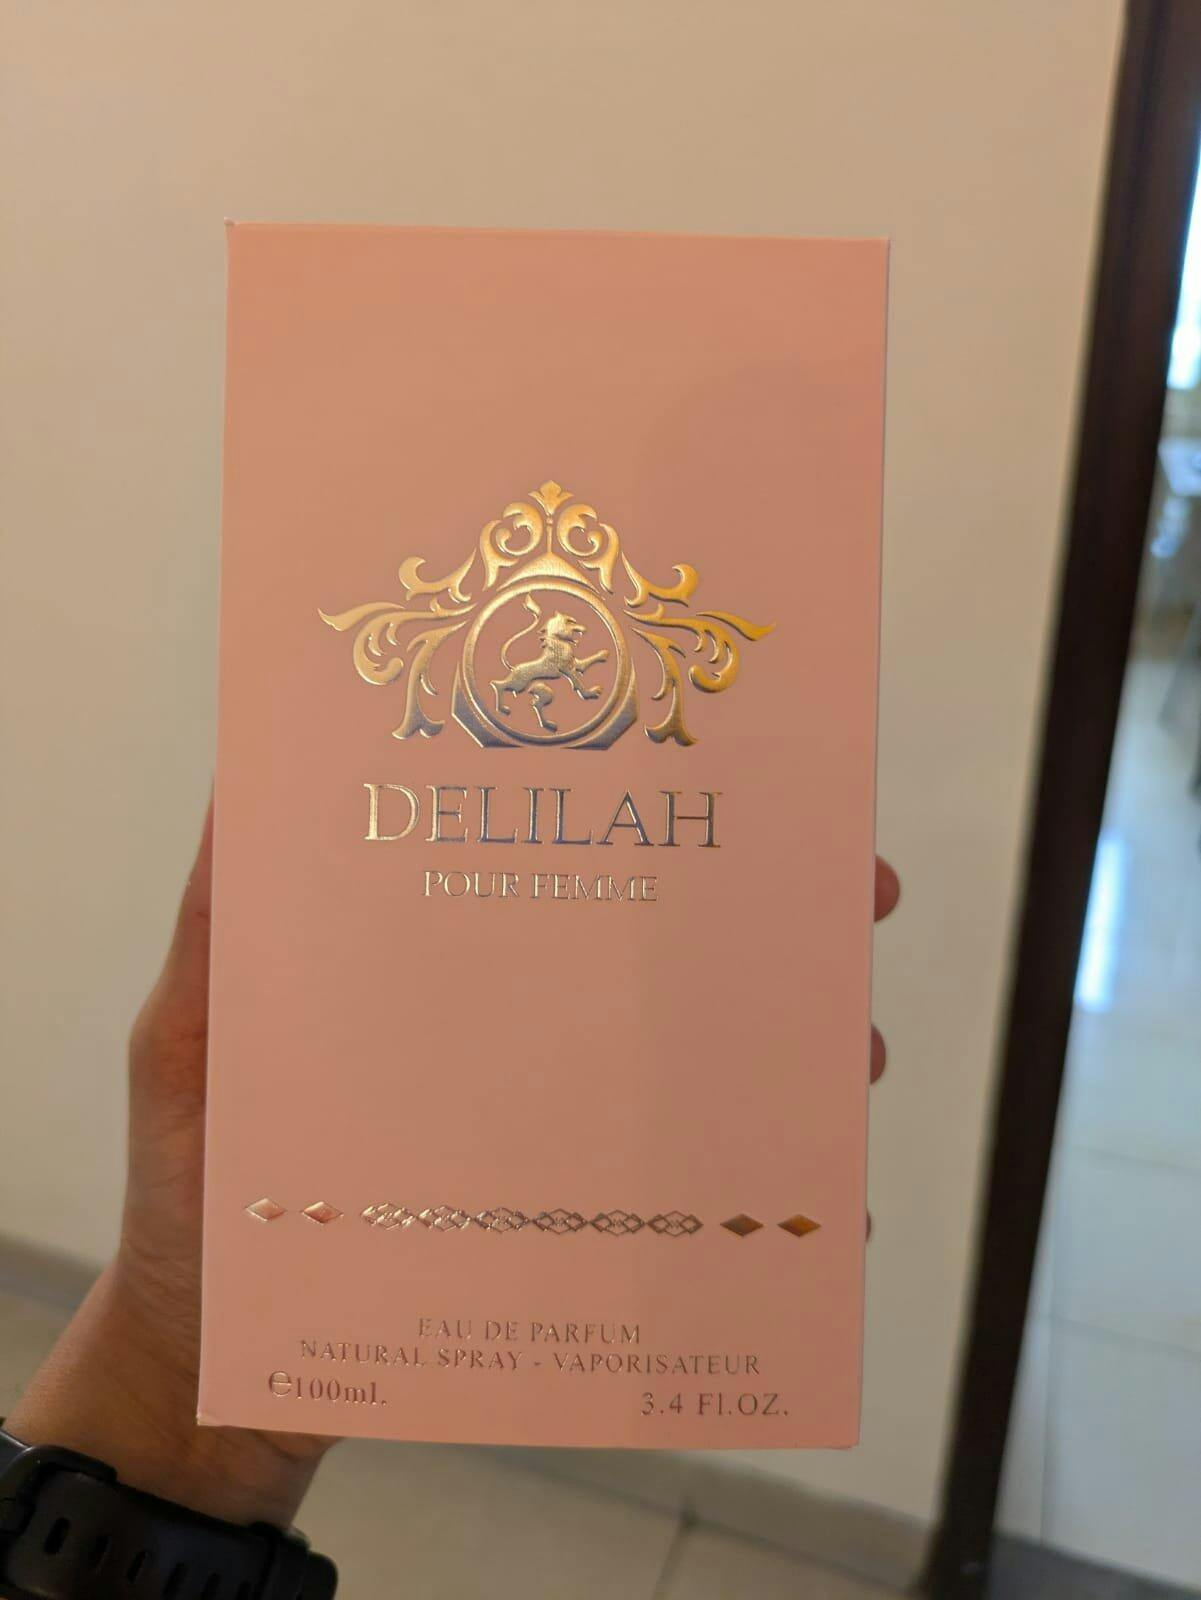 DELILAH
POUR FEMME
EAU DE PARFUM
NATURAL SPRAY - VAPORISATEUR
℮100ml.
3.4 Fl.OZ.